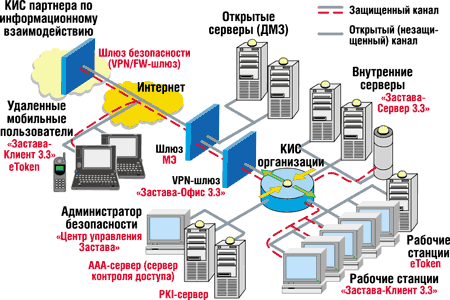 КИС партнера по
информационному
взаимодействию
Шлюз безопасности
(VPN/FW-шлюз)
Открытые
серверы (ДМЗ)
Защищенный канал
Открытый (незащи-
щенный) канал
Интернет
Внутренние
серверы
«Застава-
Сервер 3.3»
Удаленные
мобильные
пользователи
«Застава-
Клиент 3.3»
eToken
Шлюз
МЭ
КИС
организации
VPN-шлюз
«Застава-Офис 3.3»
Администратор
безопасности
«Центр управления
Застава»
ААА-сервер (сервер
контроля доступа)
PKI-сервер
Рабочие
станции
eToken
Рабочие станции
«Застава-Клиент 3.3»